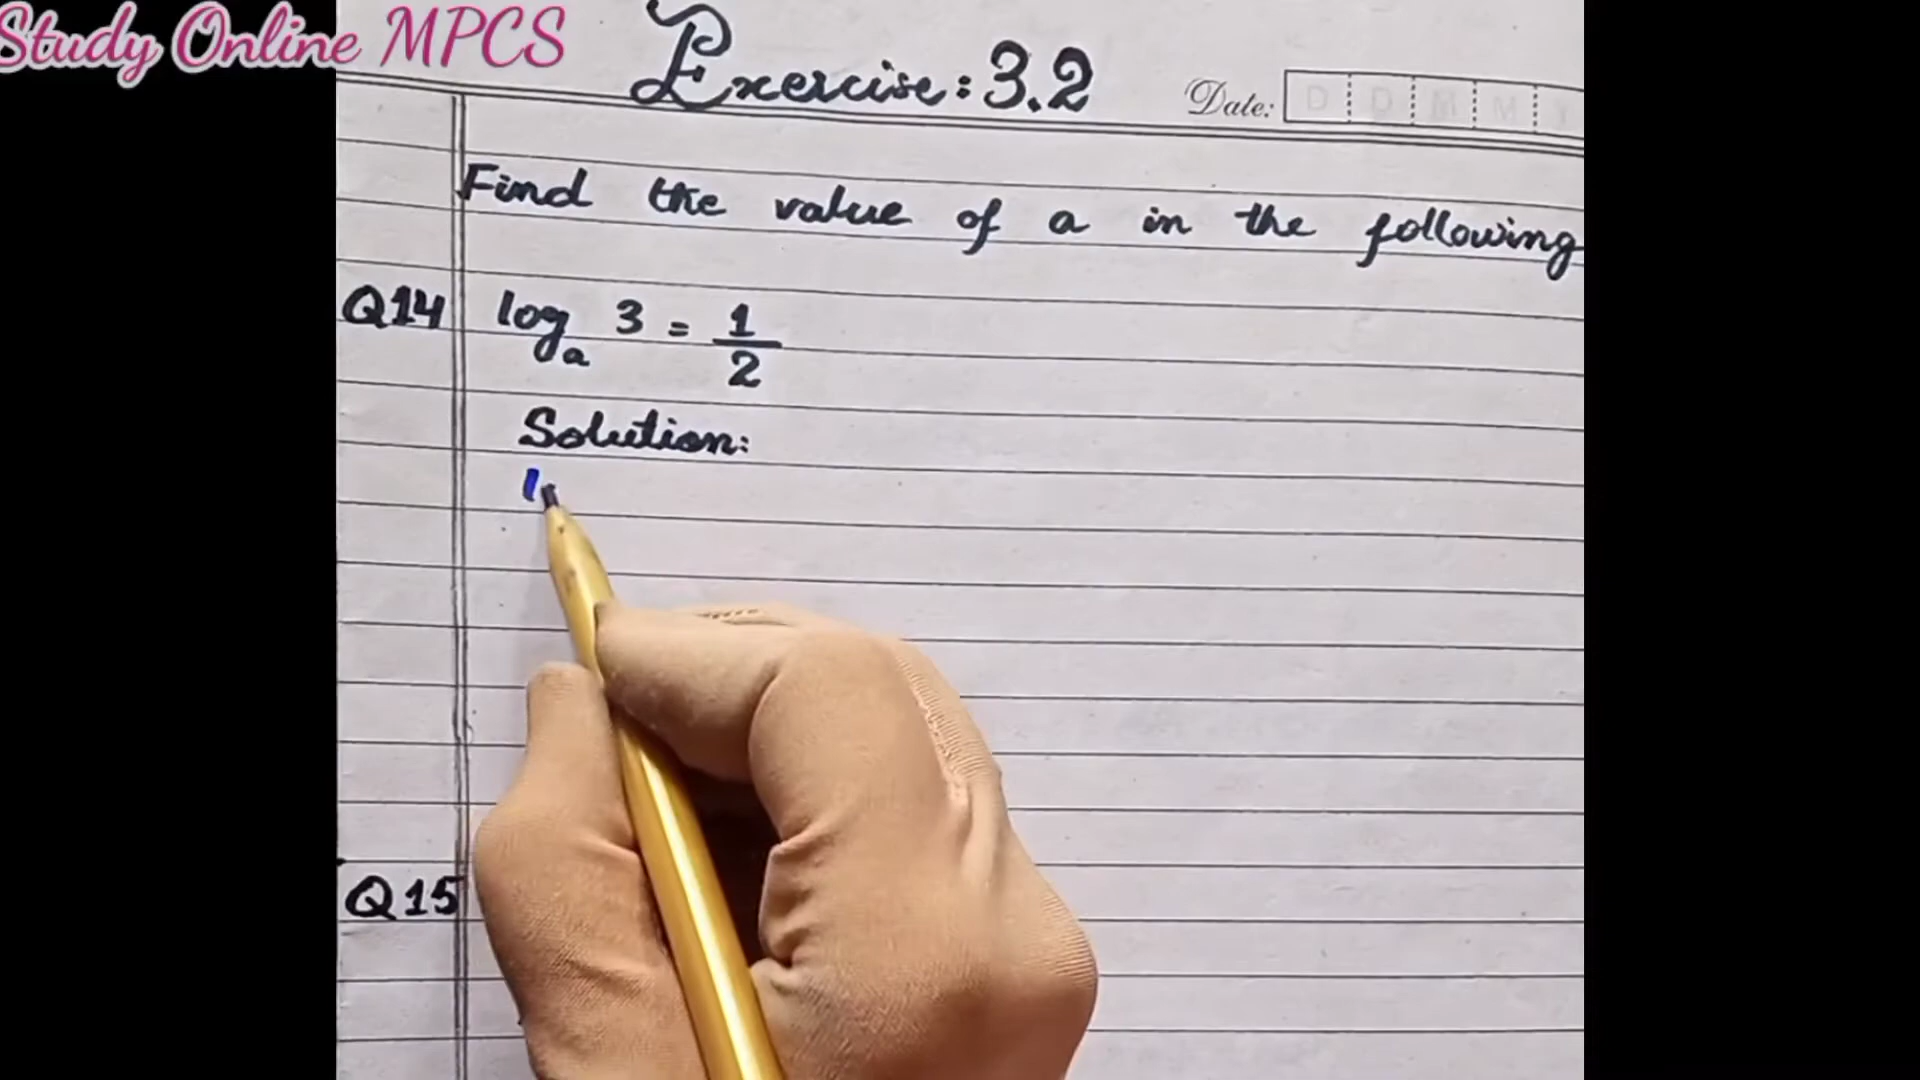 Study Online MPCS
Exercise: 3.2
Date: D D M M Y
Find the value of a in the following
Q14 log_a 3 = 1/2
Solution:
l
Q15